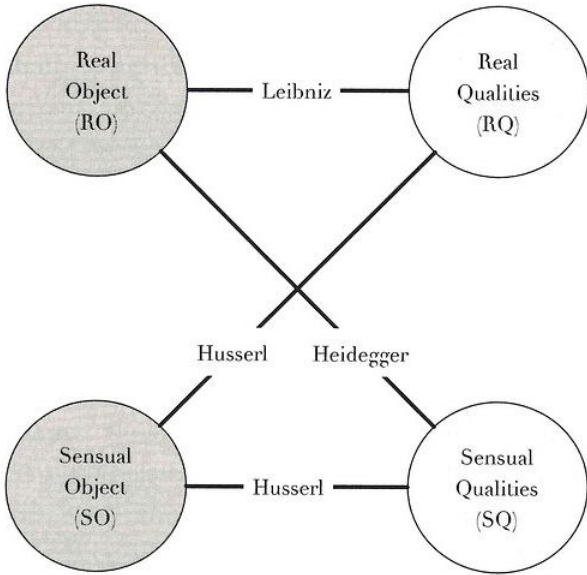 Real
Object
(RO)
Leibniz
Real
Qualities
(RQ)
Husserl
Heidegger
Sensual
Object
(SO)
Husserl
Sensual
Qualities
(SQ)